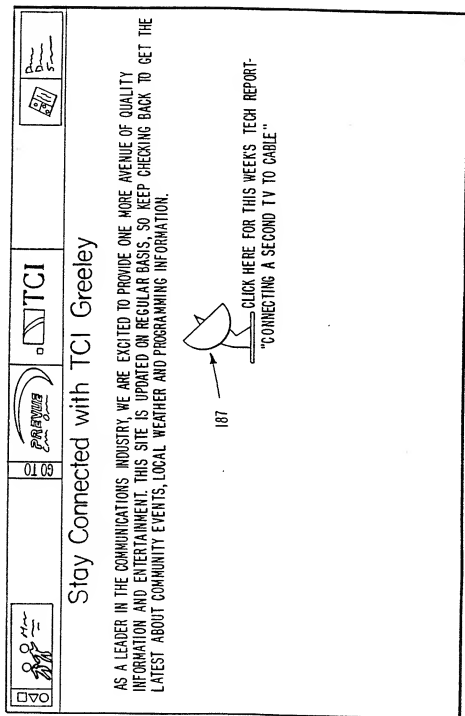 GO TO
PREVUE
TCI
Stay Connected with TCI Greeley
AS A LEADER IN THE COMMUNICATIONS INDUSTRY, WE ARE EXCITED TO PROVIDE ONE MORE AVENUE OF QUALITY
INFORMATION AND ENTERTAINMENT. THIS SITE IS UPDATED ON REGULAR BASIS, SO KEEP CHECKING BACK TO GET THE
LATEST ABOUT COMMUNITY EVENTS, LOCAL WEATHER AND PROGRAMMING INFORMATION.
187
CLICK HERE FOR THIS WEEK'S TECH REPORT-
"CONNECTING A SECOND TV TO CABLE"